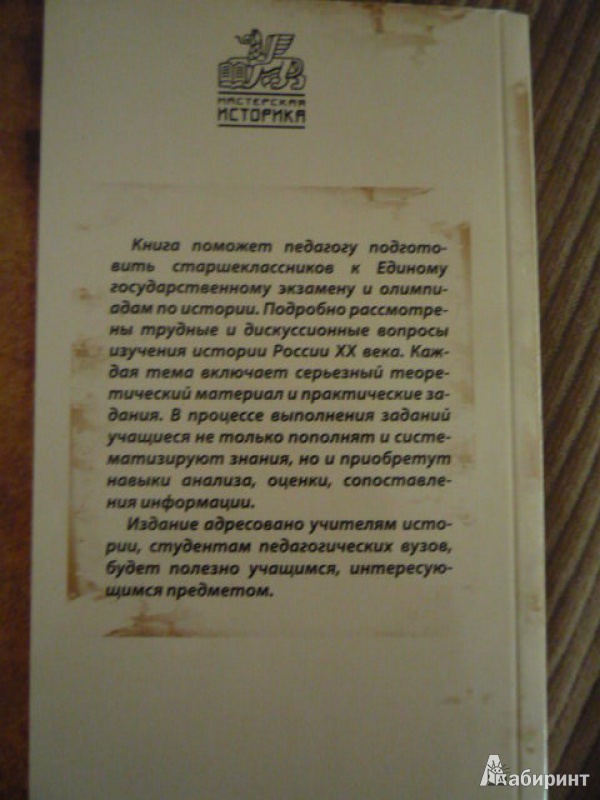 МАСТЕРСКАЯ
ИСТОРИКА
Книга поможет педагогу подгото-
вить старшеклассников к Единому
государственному экзамену и олимпи-
адам по истории. Подробно рассмотре-
ны трудные и дискуссионные вопросы
изучения истории России XX века. Каж-
дая тема включает серьезный теоре-
тический материал и практические за-
дания. В процессе выполнения заданий
учащиеся не только пополнят и систе-
матизируют знания, но и приобретут
навыки анализа, оценки, сопоставле-
ния информации.
Издание адресовано учителям исто-
рии, студентам педагогических вузов,
будет полезно учащимся, интересую-
щимся предметом.
Лабиринт